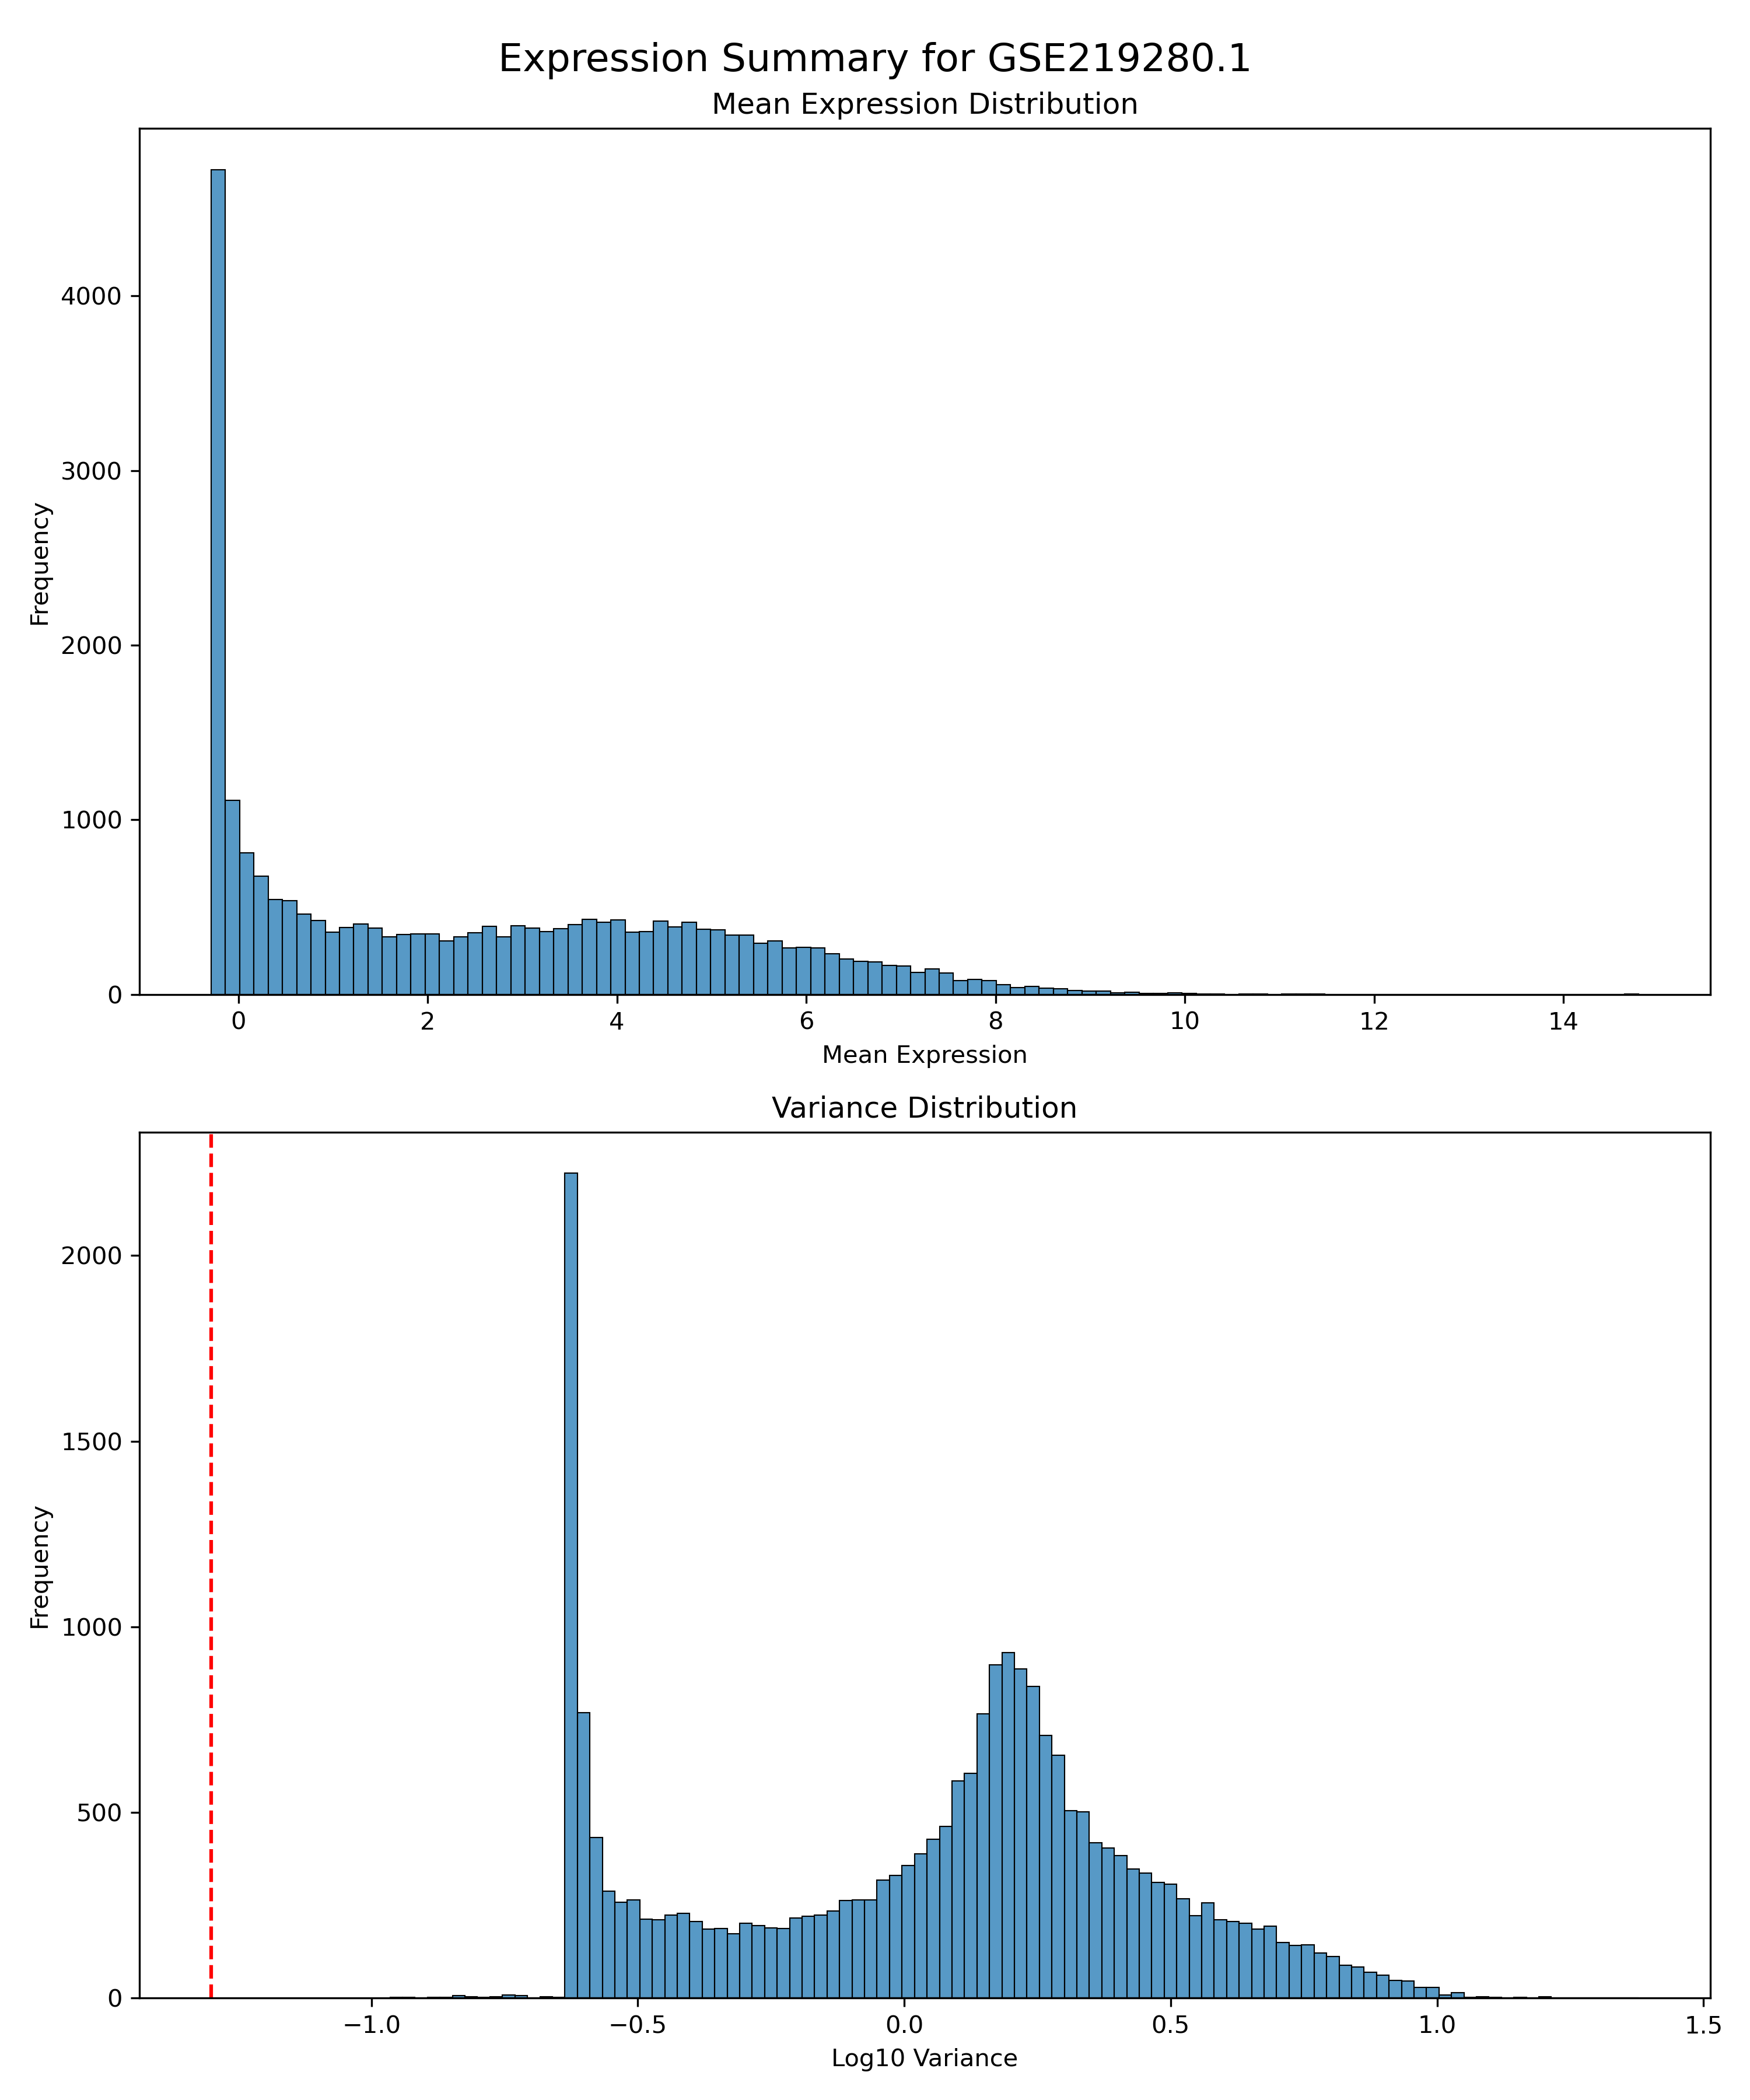 Expression Summary for GSE219280.1
Mean Expression Distribution
Frequency
4000
3000
2000
1000
0
0 2 4 6 8 10 12 14
Mean Expression
Variance Distribution
Frequency
2000
1500
1000
500
0
−1.0 −0.5 0.0 0.5 1.0 1.5
Log10 Variance